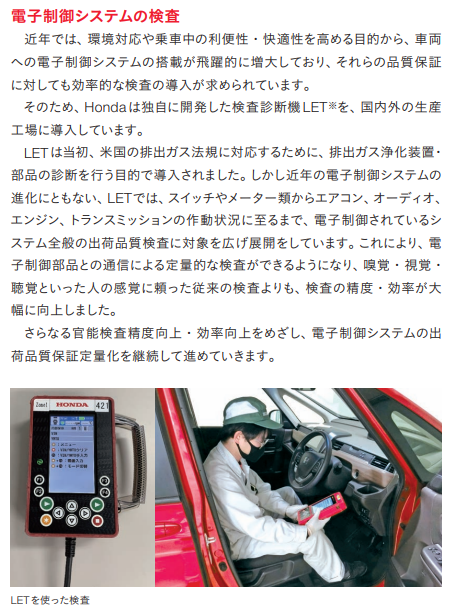 電子制御システムの検査
近年では、環境対応や乗車中の利便性・快適性を高める目的から、車両
への電子制御システムの搭載が飛躍的に増大しており、それらの品質保証
に対しても効率的な検査の導入が求められています。
そのため、Hondaは独自に開発した検査診断機LET※を、国内外の生産
工場に導入しています。
LETは当初、米国の排出ガス法規に対応するために、排出ガス浄化装置・
部品の診断を行う目的で導入されました。しかし近年の電子制御システムの
進化にともない、LETでは、スイッチやメーター類からエアコン、オーディオ、
エンジン、トランスミッションの作動状況に至るまで、電子制御されているシ
ステム全般の出荷品質検査に対象を広げ展開をしています。これにより、電
子制御部品との通信による定量的な検査ができるようになり、嗅覚・視覚・
聴覚といった人の感覚に頼った従来の検査よりも、検査の精度・効率が大
幅に向上しました。
さらなる官能検査精度向上・効率向上をめざし、電子制御システムの出
荷品質保証定量化を継続して進めていきます。
Zone1 HONDA 421
メニュー
F1 F3
F2 F4
LETを使った検査